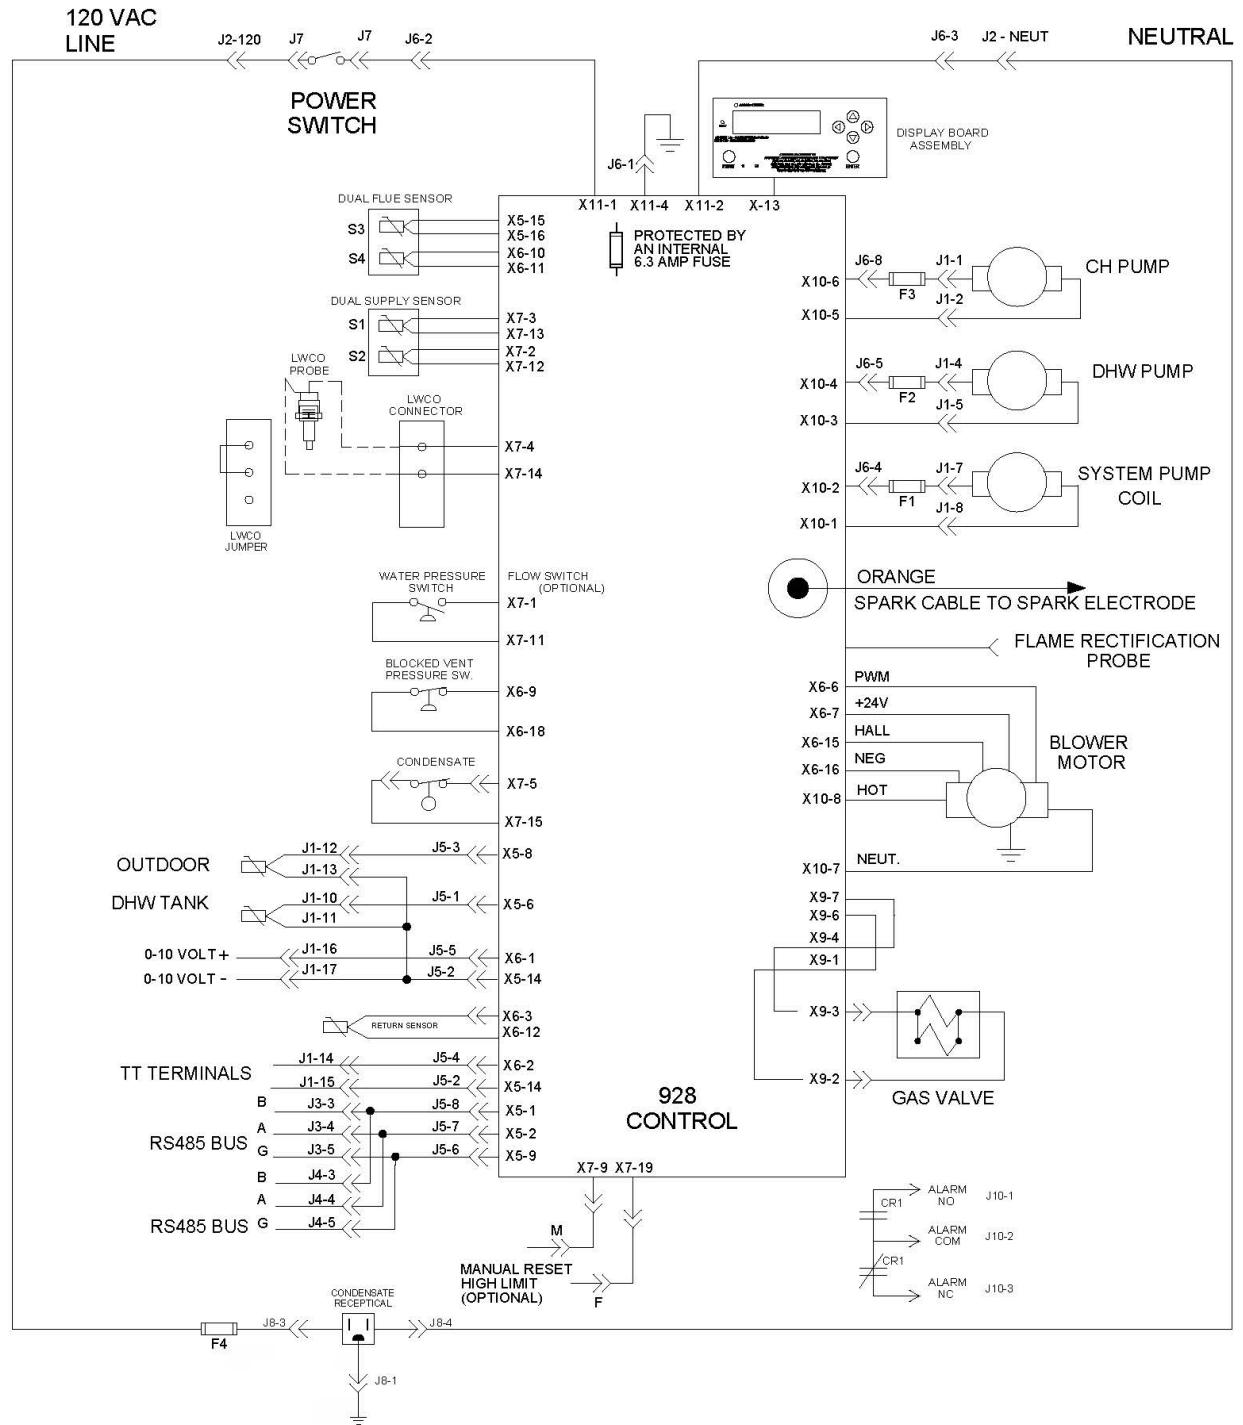 120 VAC
LINE
J2-120
J7
J7
J6-2
J6-3
J2 - NEUT
NEUTRAL
POWER
SWITCH
DISPLAY BOARD
ASSEMBLY
J6-1
X11-1
X11-4
X11-2
X-13
PROTECTED BY
AN INTERNAL
6.3 AMP FUSE
DUAL FLUE SENSOR
S3
S4
X5-15
X5-16
X6-10
X6-11
DUAL SUPPLY SENSOR
S1
S2
X7-3
X7-13
X7-2
X7-12
LWCO
PROBE
LWCO
CONNECTOR
X7-4
X7-14
LWCO
JUMPER
X10-6
J6-8
F3
J1-1
J1-2
X10-5
CH PUMP
X10-4
J6-5
F2
J1-4
J1-5
X10-3
DHW PUMP
X10-2
J6-4
F1
J1-7
J1-8
X10-1
SYSTEM PUMP
COIL
WATER PRESSURE
SWITCH
FLOW SWITCH
(OPTIONAL)
X7-1
X7-11
ORANGE
SPARK CABLE TO SPARK ELECTRODE
FLAME RECTIFICATION
PROBE
BLOCKED VENT
PRESSURE SW.
X6-9
X6-18
X6-6
PWM
X6-7
+24V
X6-15
HALL
X6-16
NEG
X10-8
HOT
BLOWER
MOTOR
X10-7
NEUT.
CONDENSATE
X7-5
X7-15
OUTDOOR
J1-12
J5-3
X5-8
J1-13
DHW TANK
J1-10
J5-1
X5-6
J1-11
0-10 VOLT +
J1-16
J5-5
X6-1
0-10 VOLT -
J1-17
J5-2
X5-14
X9-7
X9-6
X9-4
X9-1
X9-3
X9-2
GAS VALVE
RETURN SENSOR
X6-3
X6-12
TT TERMINALS
J1-14
J5-4
X6-2
J1-15
J5-2
X5-14
RS485 BUS
B
J3-3
J5-8
X5-1
A
J3-4
J5-7
X5-2
G
J3-5
J5-6
X5-9
RS485 BUS
B
J4-3
A
J4-4
G
J4-5
928
CONTROL
X7-9
X7-19
M
MANUAL RESET
HIGH LIMIT
(OPTIONAL)
F
CR1
ALARM
NO
J10-1
ALARM
COM
J10-2
CR1
ALARM
NC
J10-3
CONDENSATE
RECEPTICAL
F4
J8-3
J8-4
J8-1